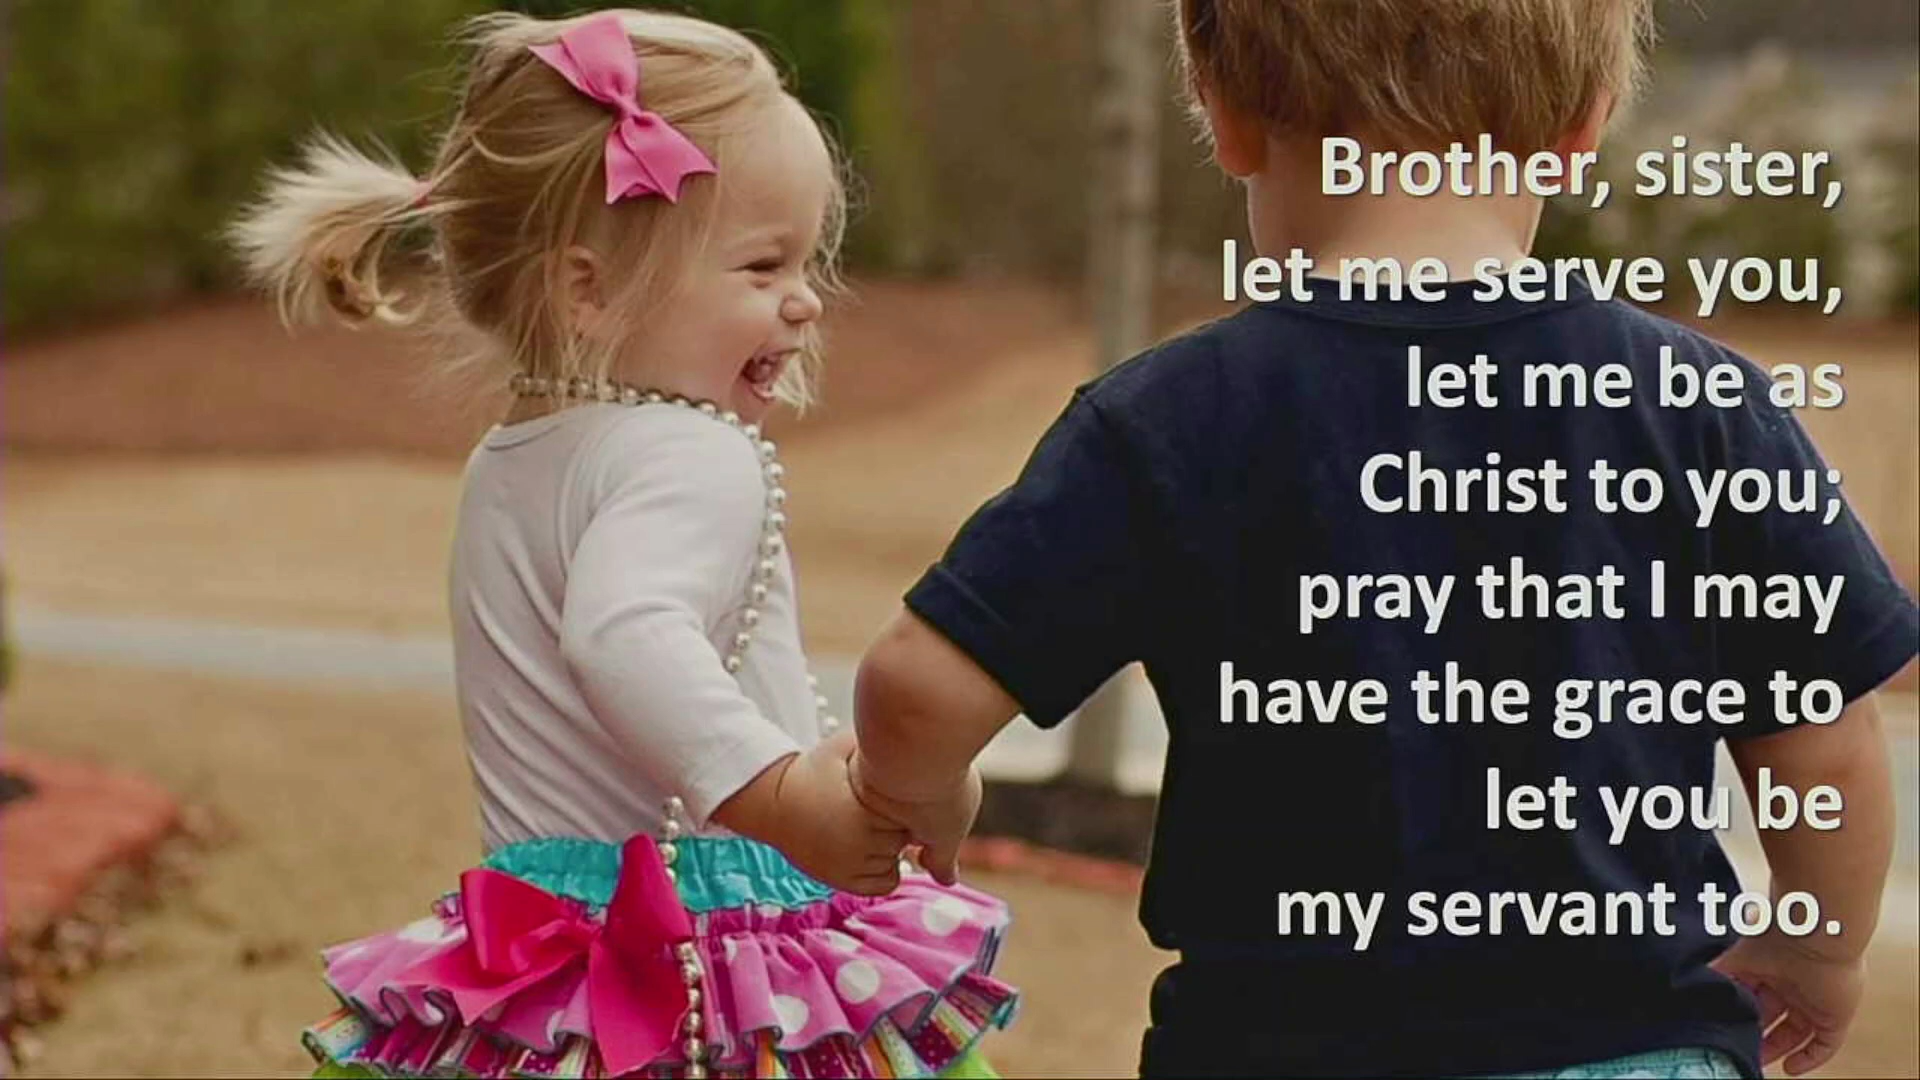 Brother, sister,
let me serve you,
let me be as
Christ to you;
pray that I may
have the grace to
let you be
my servant too.